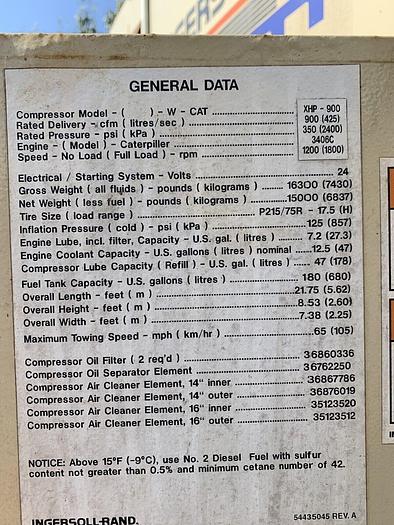 GENERAL DATA
Compressor Model - ( ) - W - CAT .......... XHP - 900
Rated Delivery - cfm ( litres/sec ) .......... 900 (425)
Rated Pressure - psi ( kPa ) .......... 350 (2400)
Engine - ( Model ) - Caterpiller .......... 3406C
Speed - No Load ( Full Load ) - rpm .......... 1200 (1800)
Electrical / Starting System - Volts .......... 24
Gross Weight ( all fluids ) - pounds ( kilograms ) .......... 16300 (7430)
Net Weight ( less fuel ) - pounds ( kilograms ) .......... 15000 (6837)
Tire Size ( load range ) .......... P215/75R - 17.5 (H)
Inflation Pressure ( cold ) - psi ( kPa ) .......... 125 (857)
Engine Lube, incl. filter, Capacity - U.S. gal. ( litres ) .......... 7.2 (27.3)
Engine Coolant Capacity - U.S. gallons ( litres ) nominal .......... 12.5 (47)
Compressor Lube Capacity ( Refill ) - U.S. gal. ( litres ) .......... 47 (178)
Fuel Tank Capacity - U.S. gallons ( litres ) .......... 180 (680)
Overall Length - feet ( m ) .......... 21.75 (5.62)
Overall Height - feet ( m ) .......... 8.53 (2.60)
Overall Width - feet ( m ) .......... 7.38 (2.25)
Maximum Towing Speed - mph ( km/hr ) .......... 65 (105)
Compressor Oil Filter ( 2 req'd ) .......... 36860336
Compressor Oil Separator Element .......... 36762250
Compressor Air Cleaner Element, 14" inner .......... 36867786
Compressor Air Cleaner Element, 14" outer .......... 36876019
Compressor Air Cleaner Element, 16" inner .......... 35123520
Compressor Air Cleaner Element, 16" outer .......... 35123512
NOTICE: Above 15°F (-9°C), use No. 2 Diesel Fuel with sulfur
content not greater than 0.5% and minimum cetane number of 42.
INGERSOLL-RAND. 54435045 REV. A